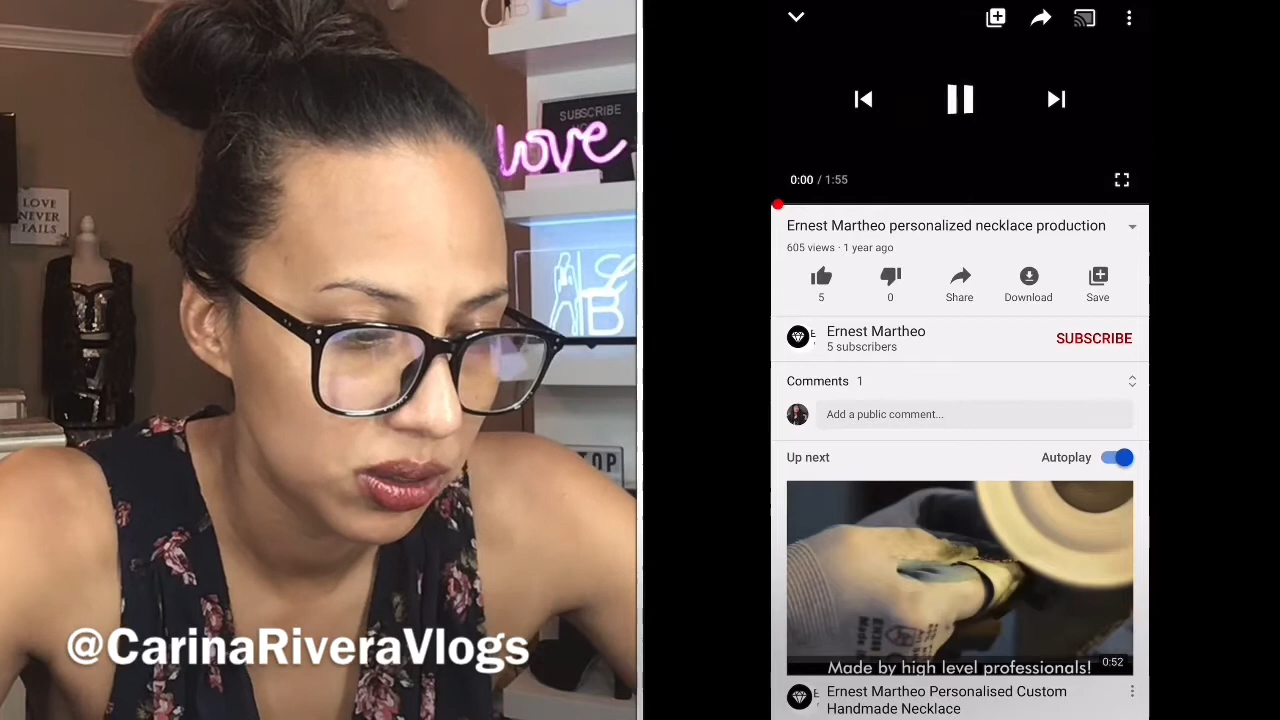 SUBSCRIBE
love
LOVE
NEVER
FAILS
B
TOP
@CarinaRiveraVlogs
0:00 / 1:55
Ernest Martheo personalized necklace production
605 views · 1 year ago
5
0
Share
Download
Save
Ernest Martheo
5 subscribers
SUBSCRIBE
Comments 1
Add a public comment...
Up next
Autoplay
Made by high level professionals!
0:52
Ernest Martheo Personalised Custom
Handmade Necklace